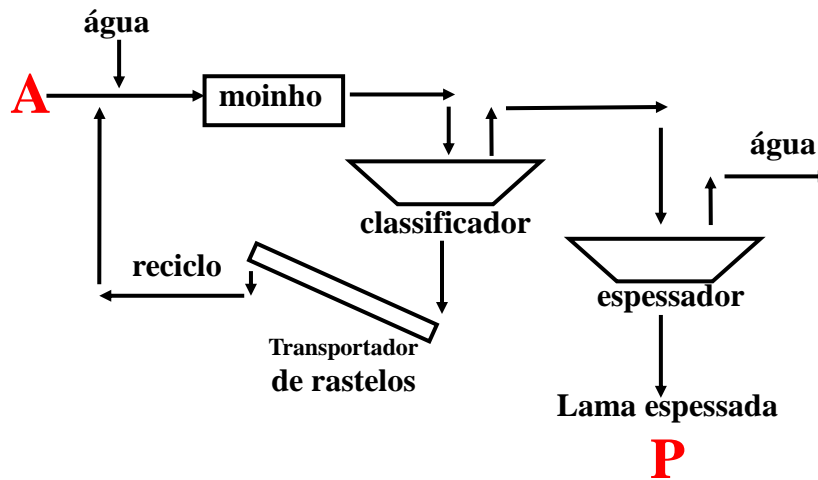 água
A
moinho
água
classificador
reciclo
espessador
Transportador
de rastelos
Lama espessada
P